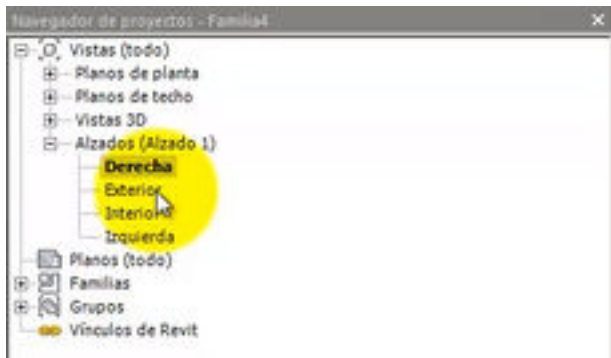 Navegador de proyectos - Familia4
Vistas (todo)
Planos de planta
Planos de techo
Vistas 3D
Alzados (Alzado 1)
Derecha
Exterior
Interior
Izquierda
Planos (todo)
Familias
Grupos
Vínculos de Revit